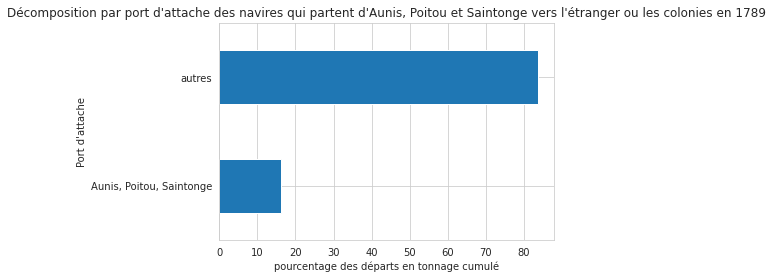 Décomposition par port d'attache des navires qui partent d'Aunis, Poitou et Saintonge vers l'étranger ou les colonies en 1789
autres
Port d'attache
Aunis, Poitou, Saintonge
0 10 20 30 40 50 60 70 80
pourcentage des départs en tonnage cumulé